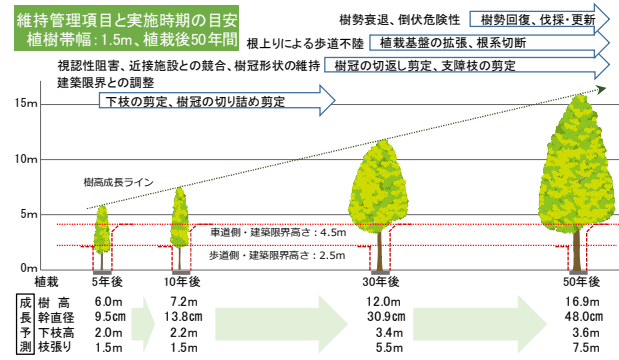 維持管理項目と実施時期の目安
植樹帯幅：1.5m、植栽後50年間
樹勢衰退、倒伏危険性 樹勢回復、伐採・更新
根上りによる歩道不陸 植栽基盤の拡張、根系切断
視認性阻害、近接施設との競合、樹冠形状の維持 樹冠の切返し剪定、支障枝の剪定
建築限界との調整
下枝の剪定、樹冠の切り詰め剪定
15m
10m
樹高成長ライン
5m
車道側・建築限界高さ：4.5m
歩道側・建築限界高さ：2.5m
0m
植栽 5年後 10年後 30年後 50年後
成 樹 高 6.0m 7.2m 12.0m 16.9m
長 幹直径 9.5cm 13.8cm 30.9cm 48.0cm
予 下枝高 2.0m 2.2m 3.4m 3.6m
測 枝張り 1.5m 1.5m 5.5m 7.5m